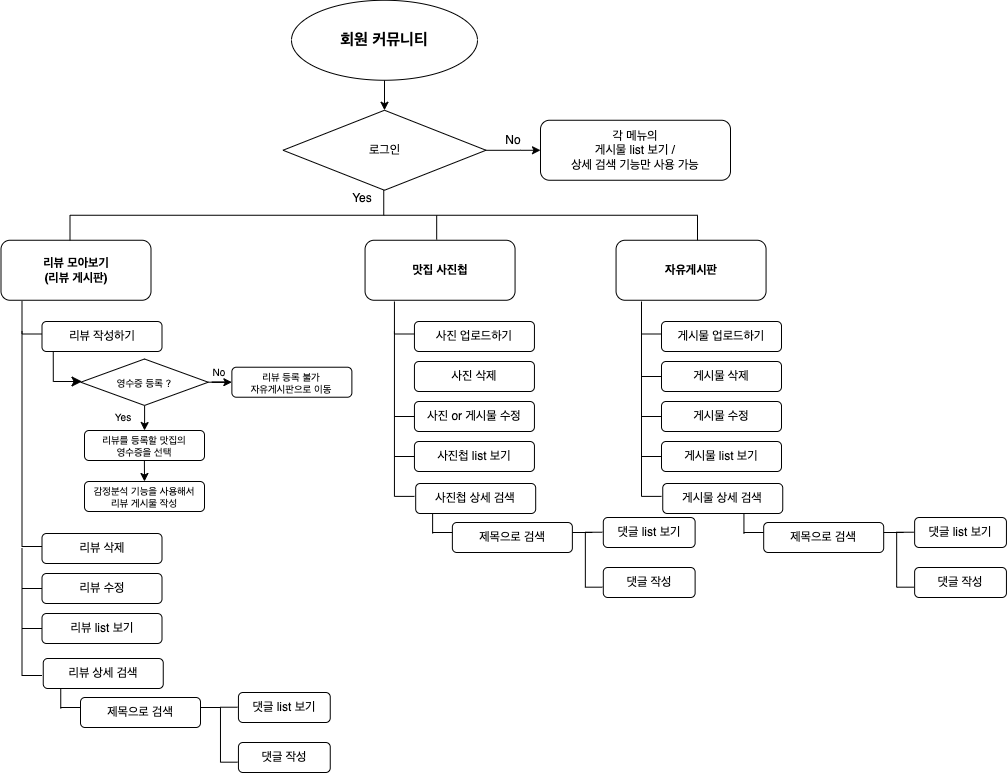 회원 커뮤니티
로그인
No
각 메뉴의
게시물 list 보기 /
상세 검색 기능만 사용 가능
Yes
리뷰 모아보기
(리뷰 게시판)
리뷰 작성하기
영수증 등록 ?
No
리뷰 등록 불가
자유게시판으로 이동
Yes
리뷰를 등록할 맛집의
영수증을 선택
감정분석 기능을 사용해서
리뷰 게시물 작성
리뷰 삭제
리뷰 수정
리뷰 list 보기
리뷰 상세 검색
제목으로 검색
댓글 list 보기
댓글 작성
맛집 사진첩
사진 업로드하기
사진 삭제
사진 or 게시물 수정
사진첩 list 보기
사진첩 상세 검색
제목으로 검색
댓글 list 보기
댓글 작성
자유게시판
게시물 업로드하기
게시물 삭제
게시물 수정
게시물 list 보기
게시물 상세 검색
제목으로 검색
댓글 list 보기
댓글 작성